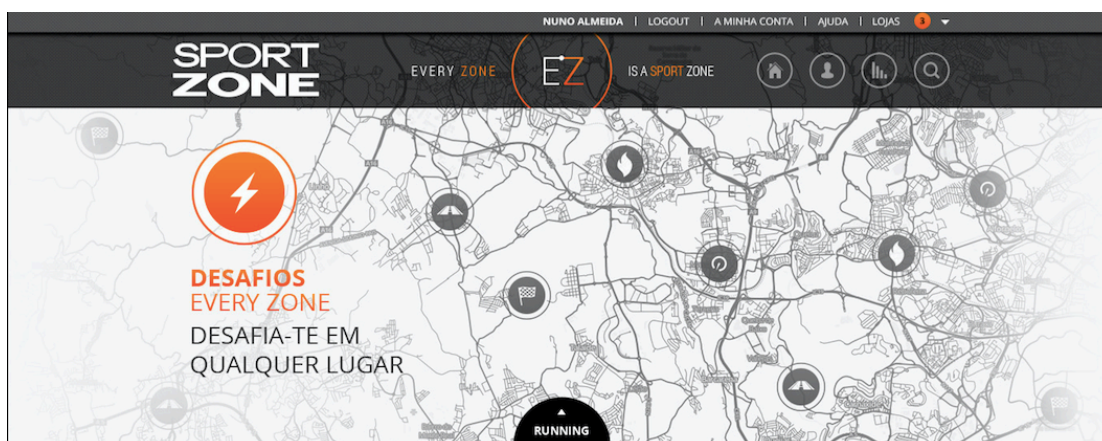 NUNO ALMEIDA | LOGOUT | A MINHA CONTA | AJUDA | LOJAS 3
SPORT
ZONE
EVERY ZONE EZ IS A SPORT ZONE
DESAFIOS
EVERY ZONE
DESAFIA-TE EM
QUALQUER LUGAR
RUNNING